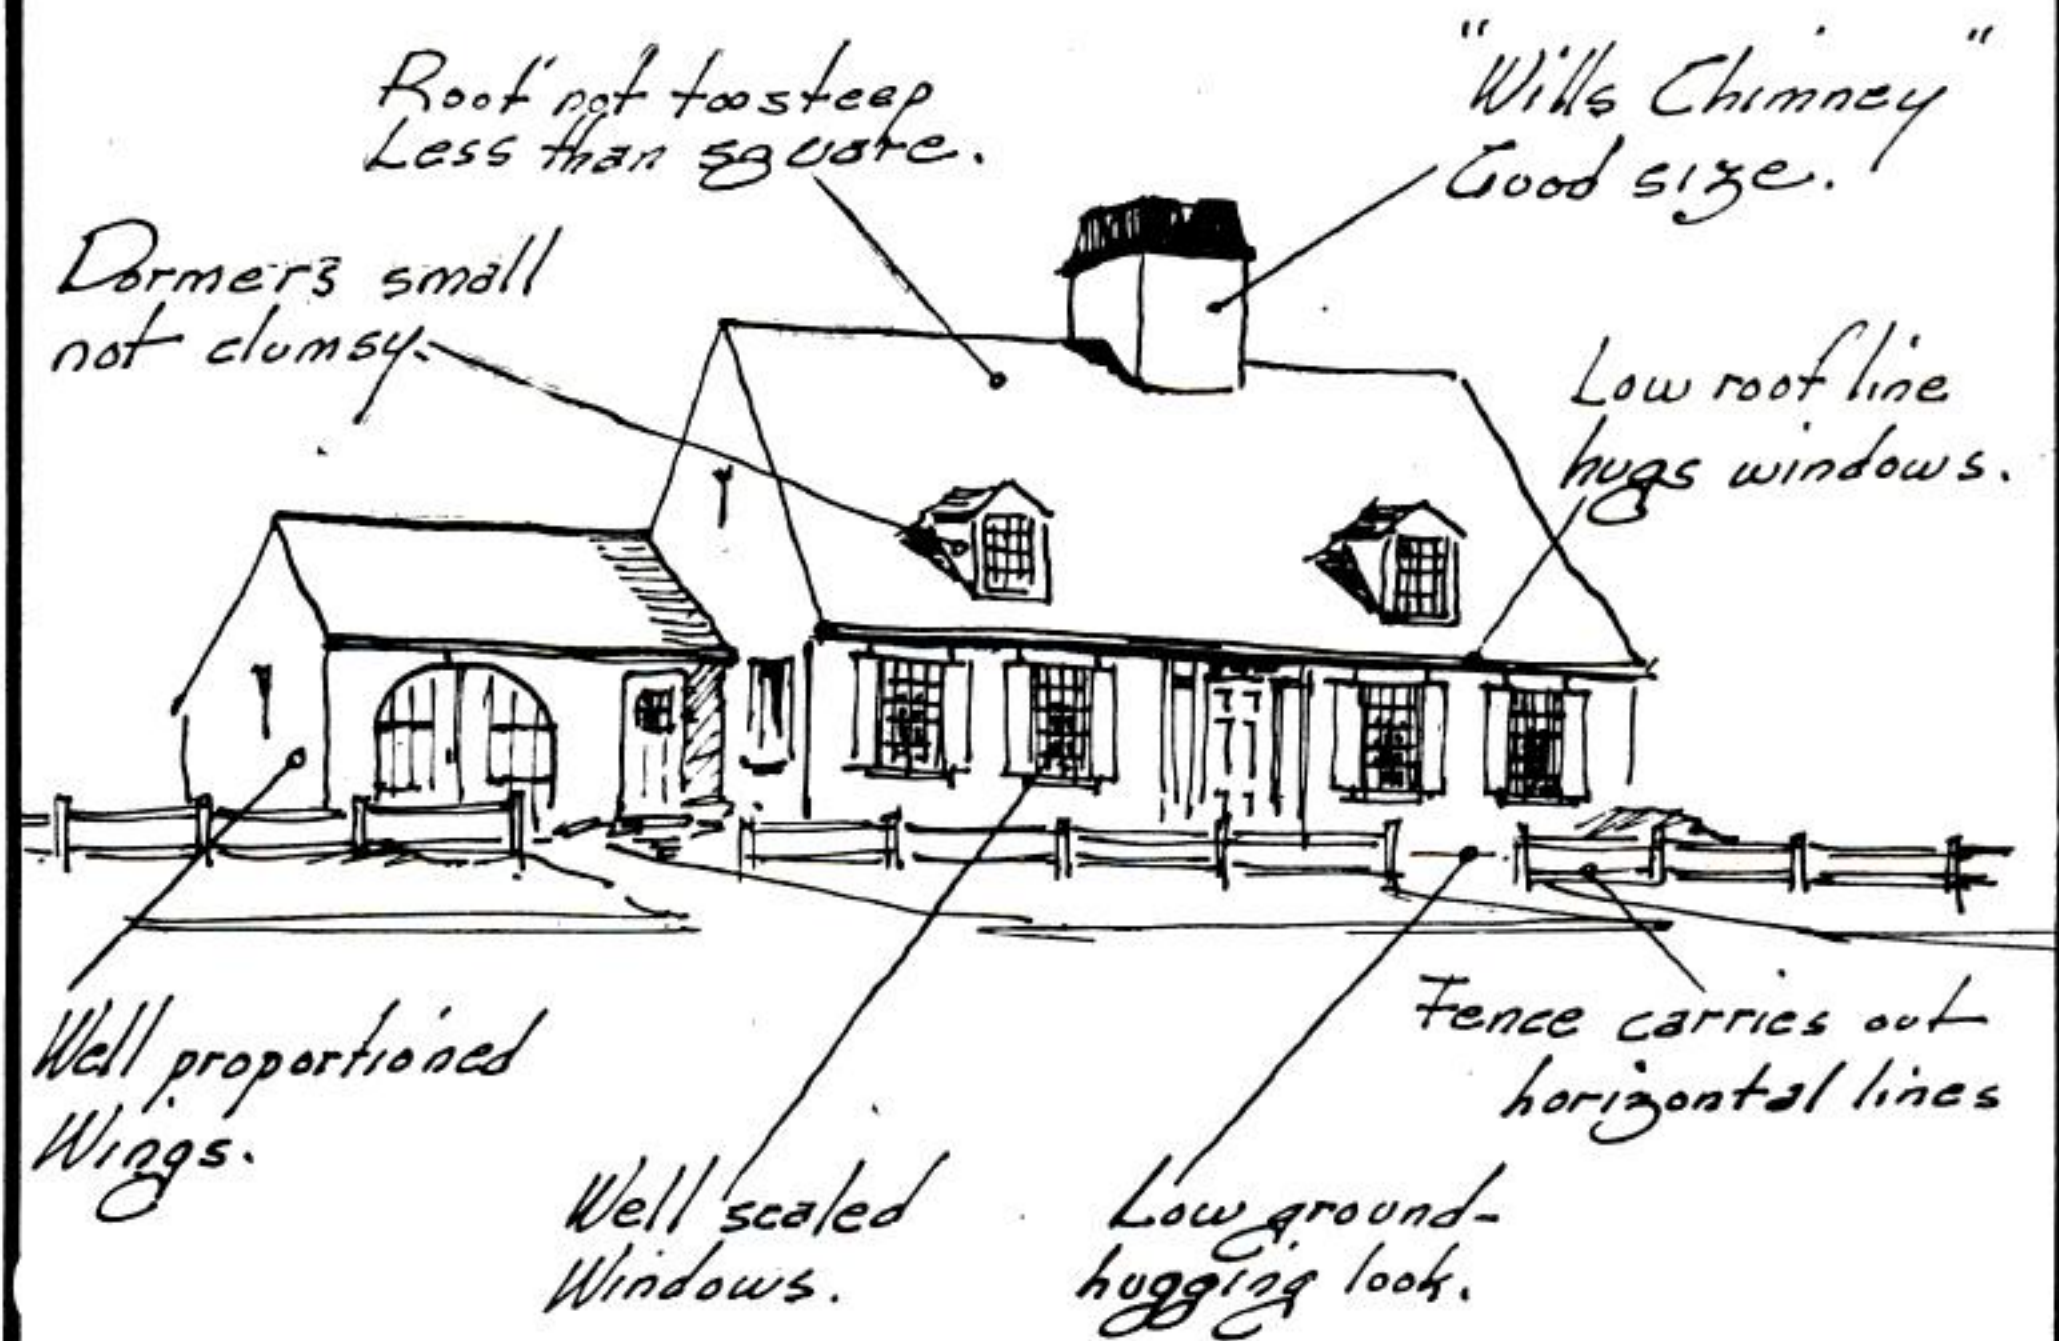 Roof not too steep
Less than square.
"Wills Chimney"
Good size.
Dormers small
not clumsy.
Low roof line
hugs windows.
Well proportioned
Wings.
Well scaled
Windows.
Low ground-
hugging look.
Fence carries out
horizontal lines